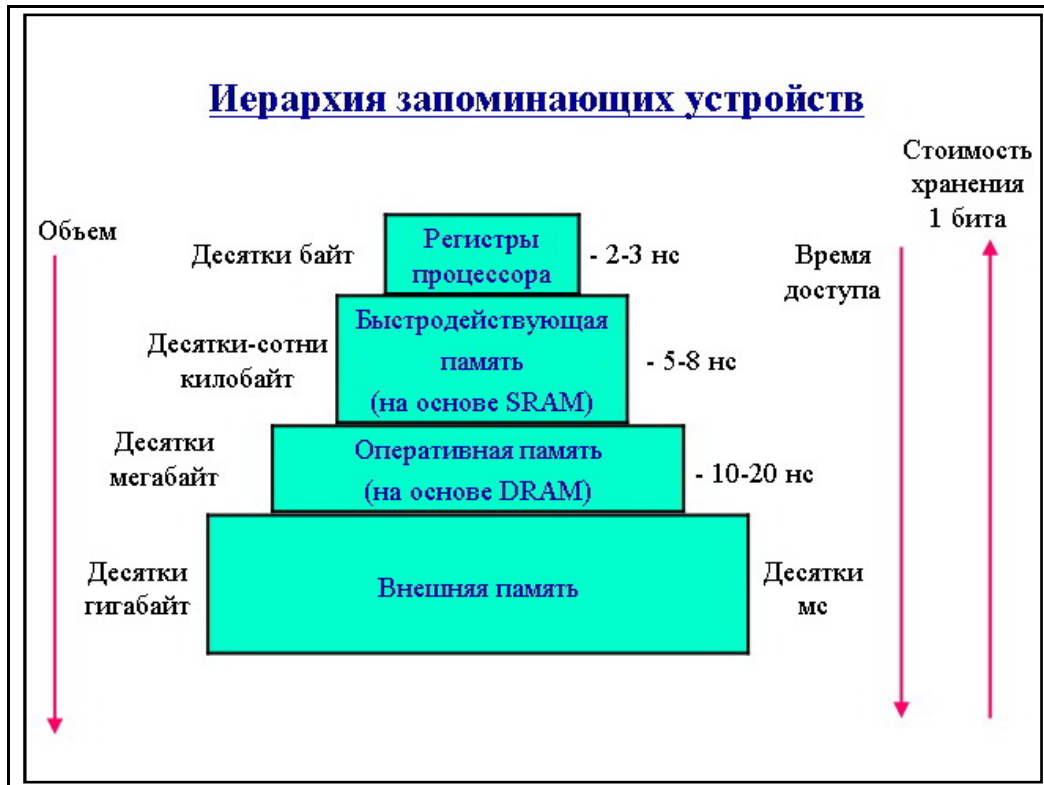 Иерархия запоминающих устройств
Стоимость
хранения
1 бита
Объем
Десятки байт
Регистры
процессора
- 2-3 нс
Время
доступа
Десятки-сотни
килобайт
Быстродействующая
память
(на основе SRAM)
- 5-8 нс
Десятки
мегабайт
Оперативная память
(на основе DRAM)
- 10-20 нс
Десятки
гигабайт
Внешняя память
Десятки
мс